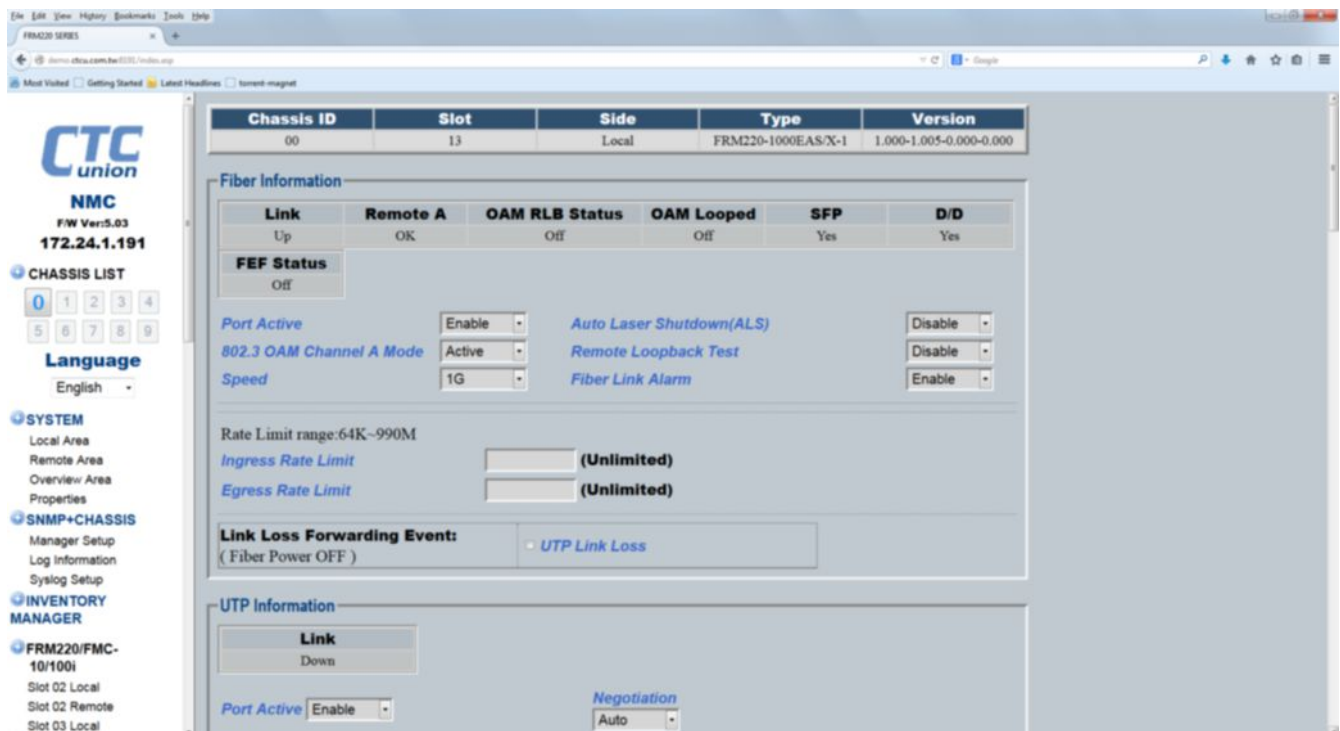 File Edit View History Bookmarks Tools Help
FRM220 SERIES
demo.ctcu.com.tw:8191/index.asp
Google
Most Visited Getting Started Latest Headlines torrent-magnet
CTC
union
NMC
F/W Ver:5.03
172.24.1.191
CHASSIS LIST
0 1 2 3 4
5 6 7 8 9
Language
English
SYSTEM
Local Area
Remote Area
Overview Area
Properties
SNMP+CHASSIS
Manager Setup
Log Information
Syslog Setup
INVENTORY
MANAGER
FRM220/FMC-
10/100i
Slot 02 Local
Slot 02 Remote
Slot 03 Local
Chassis ID Slot Side Type Version
00 13 Local FRM220-1000EAS/X-1 1.000-1.005-0.000-0.000
Fiber Information
Link Remote A OAM RLB Status OAM Looped SFP D/D
Up OK Off Off Yes Yes
FEF Status
Off
Port Active Enable Auto Laser Shutdown(ALS) Disable
802.3 OAM Channel A Mode Active Remote Loopback Test Disable
Speed 1G Fiber Link Alarm Enable
Rate Limit range:64K~990M
Ingress Rate Limit (Unlimited)
Egress Rate Limit (Unlimited)
Link Loss Forwarding Event:
( Fiber Power OFF )
UTP Link Loss
UTP Information
Link
Down
Port Active Enable
Negotiation
Auto